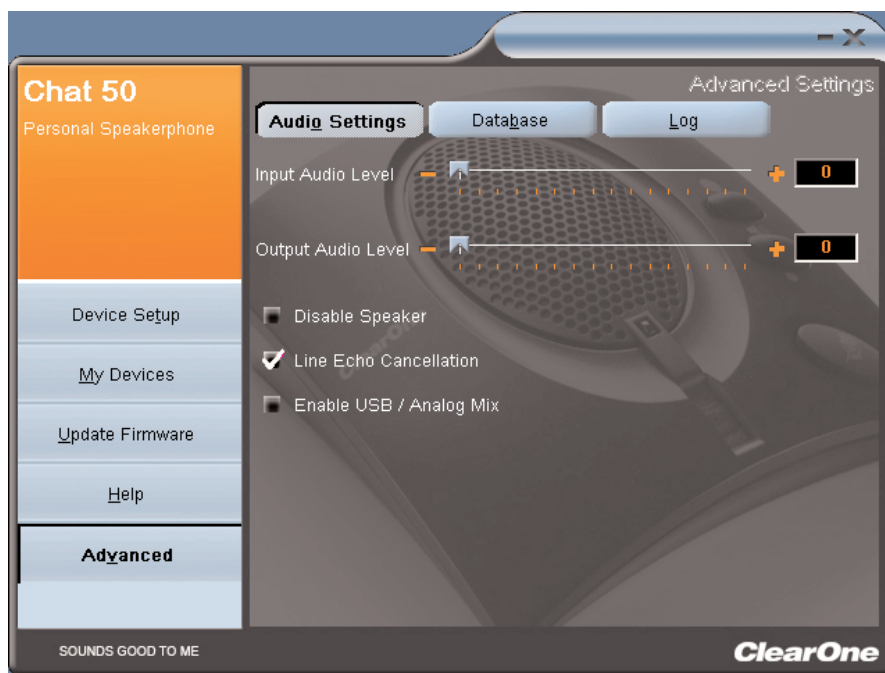 Chat 50
Personal Speakerphone
Advanced Settings
Audio Settings
Database
Log
Input Audio Level
0
Output Audio Level
0
Disable Speaker
Line Echo Cancellation
Enable USB / Analog Mix
Device Setup
My Devices
Update Firmware
Help
Advanced
SOUNDS GOOD TO ME
ClearOne